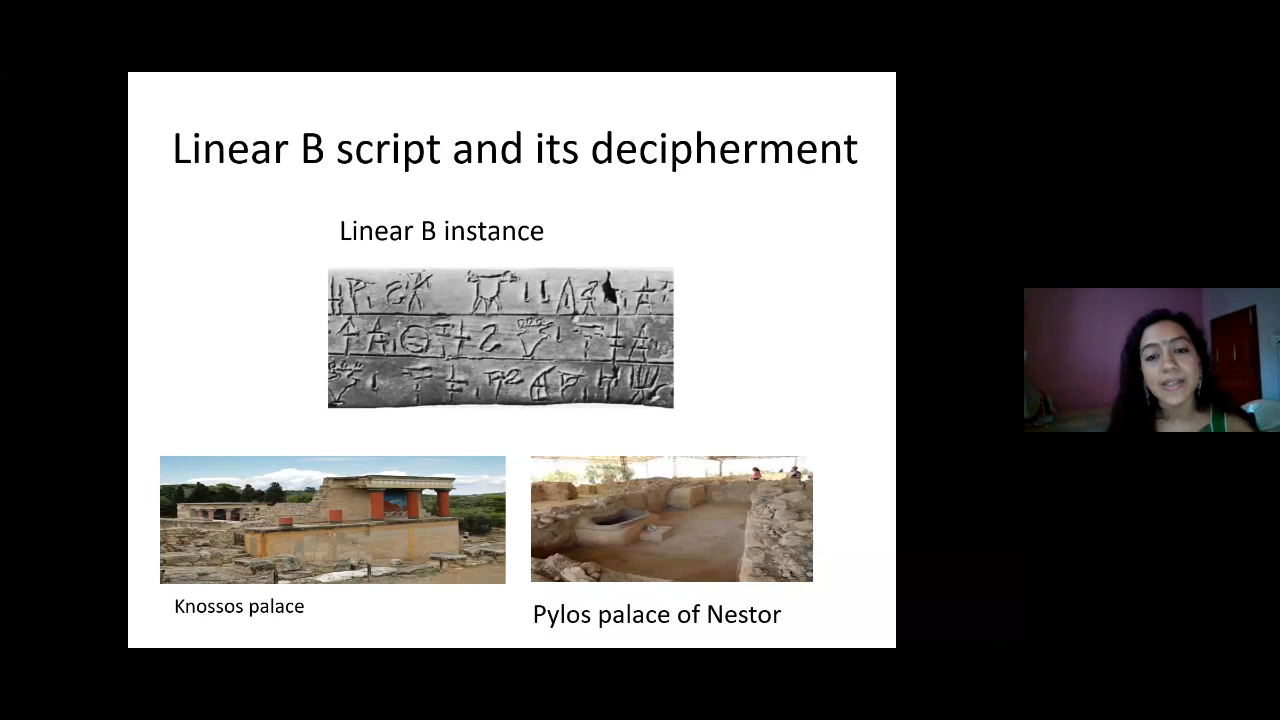 Linear B script and its decipherment
Linear B instance
Knossos palace
Pylos palace of Nestor